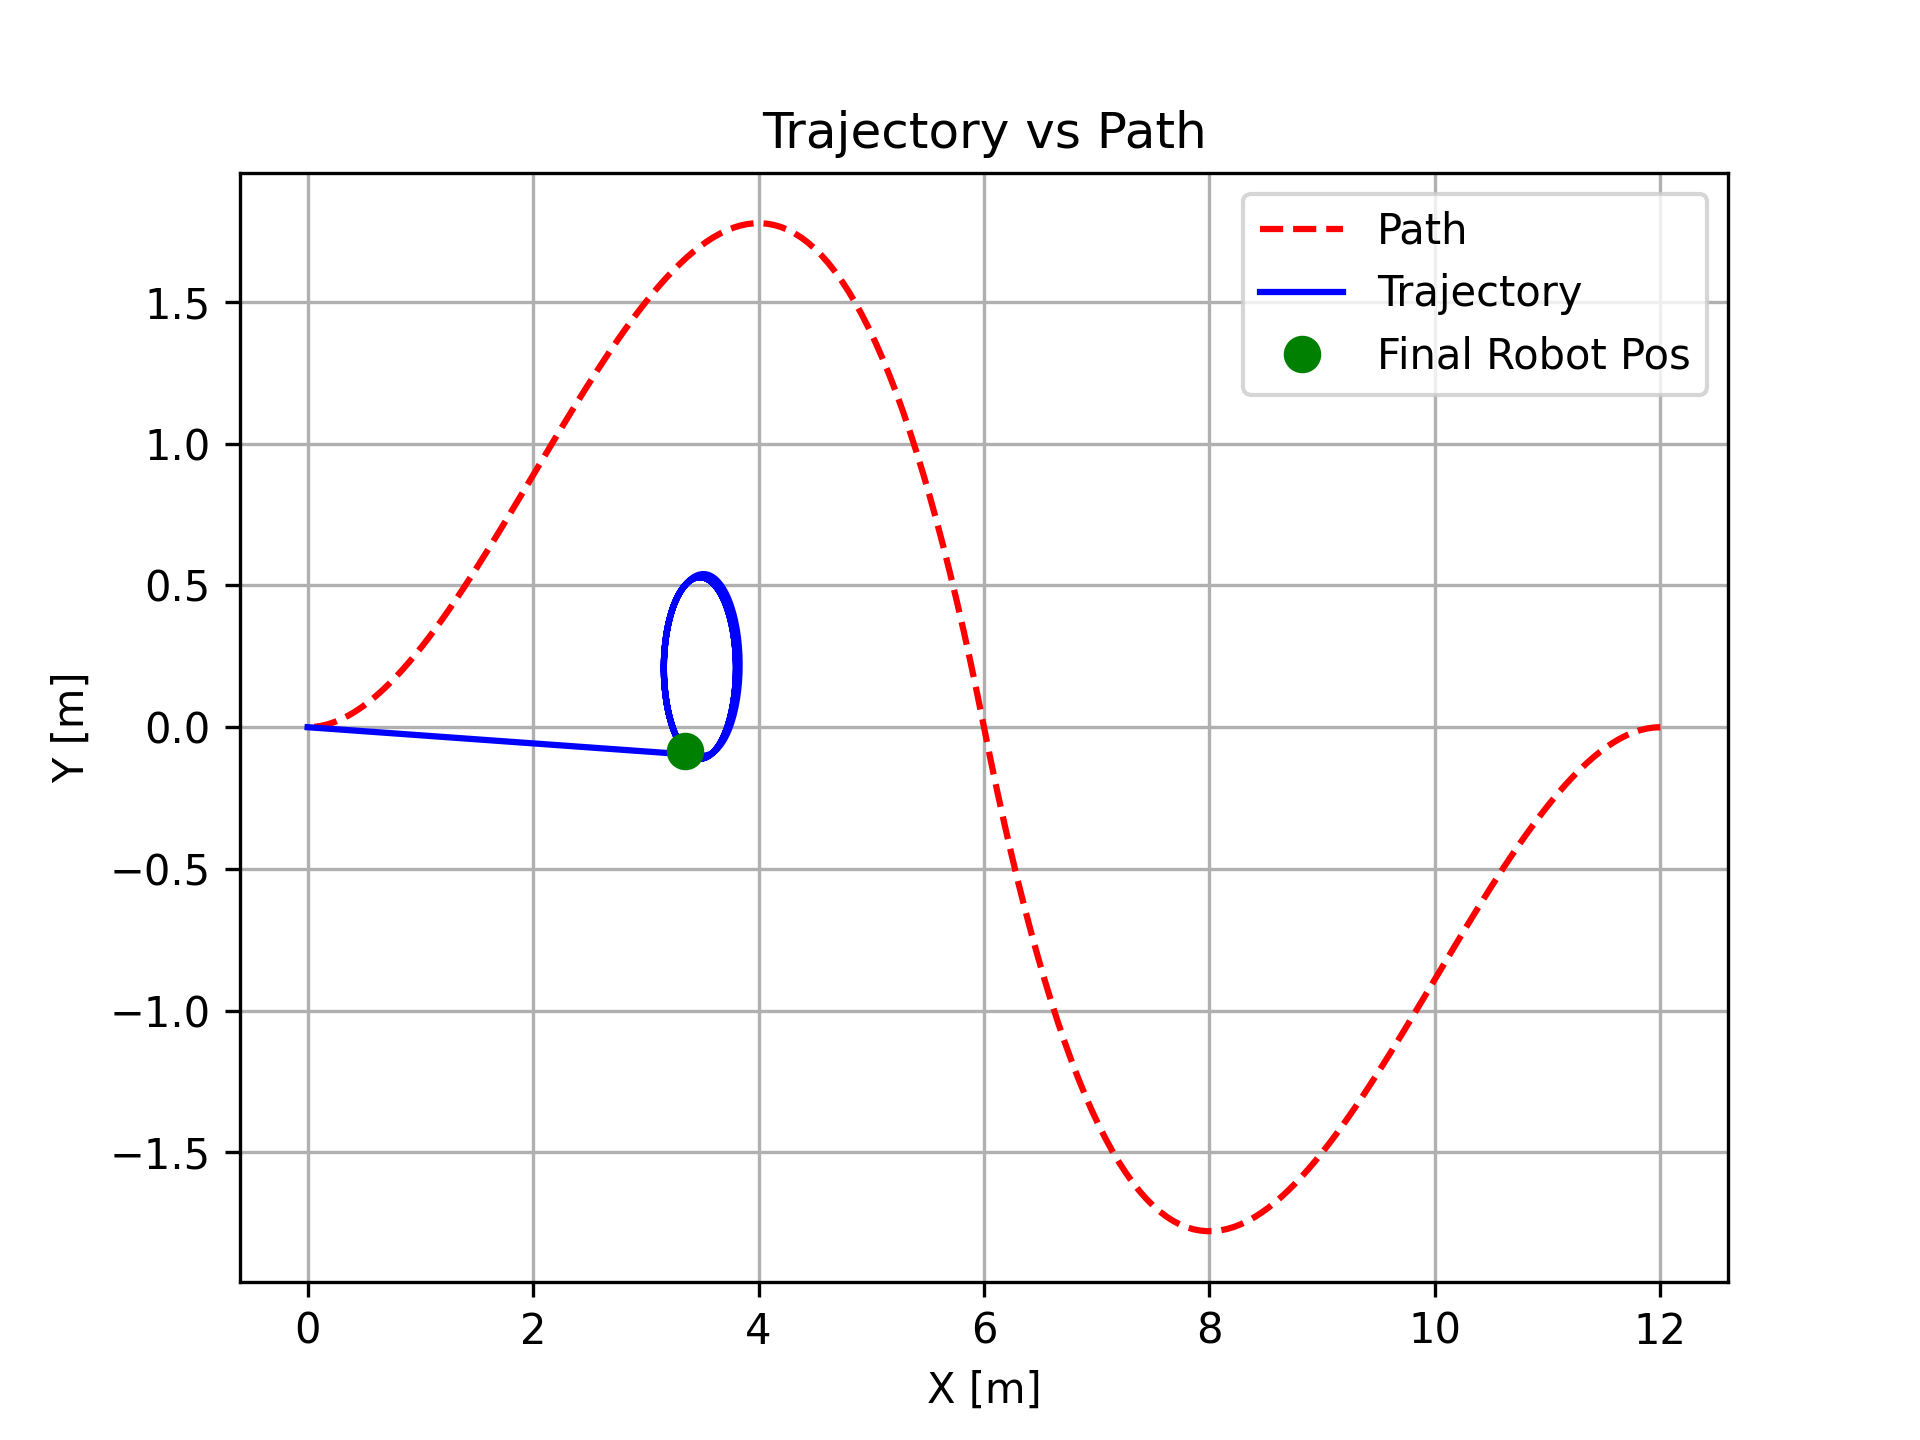 Trajectory vs Path
Path
Trajectory
Final Robot Pos
1.5
1.0
0.5
0.0
−0.5
−1.0
−1.5
Y [m]
0 2 4 6 8 10 12
X [m]